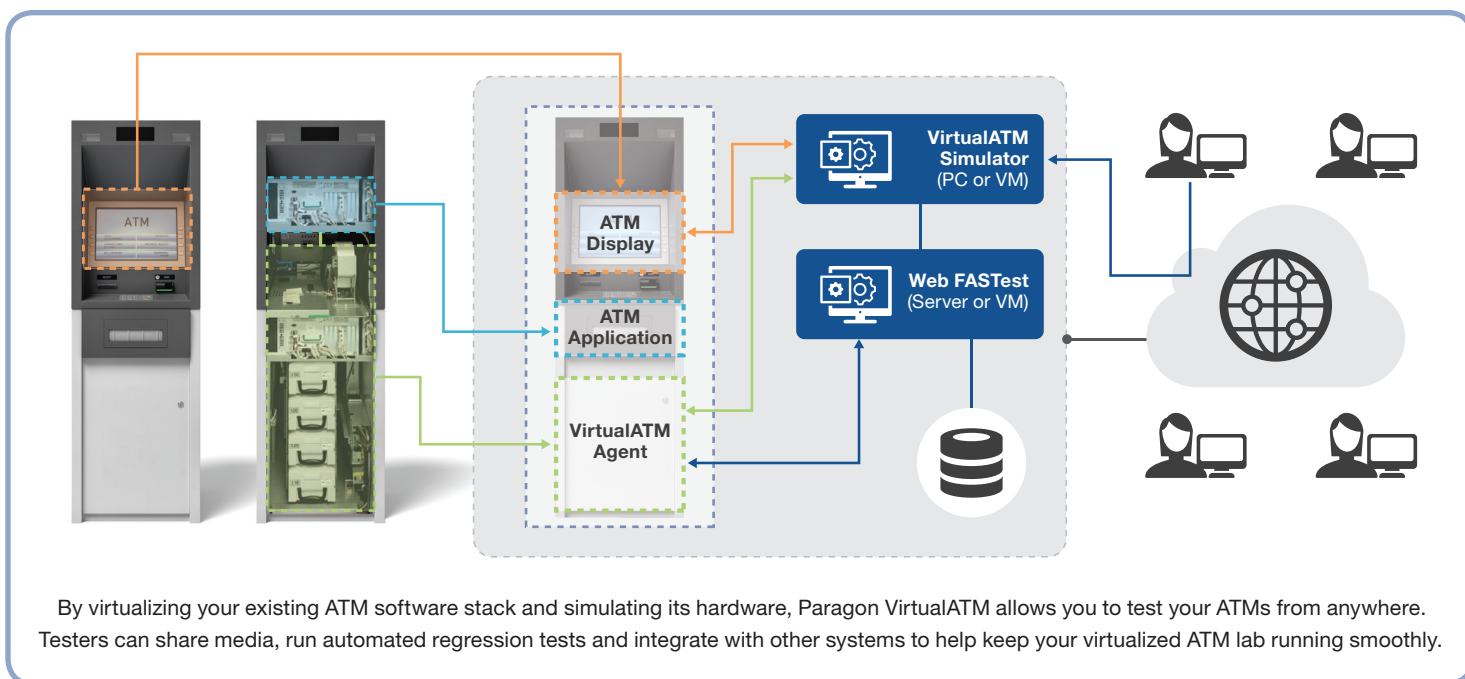 ATM
ATM
Display
ATM
Application
VirtualATM
Agent
VirtualATM
Simulator
(PC or VM)
Web FASTest
(Server or VM)
By virtualizing your existing ATM software stack and simulating its hardware, Paragon VirtualATM allows you to test your ATMs from anywhere.
Testers can share media, run automated regression tests and integrate with other systems to help keep your virtualized ATM lab running smoothly.